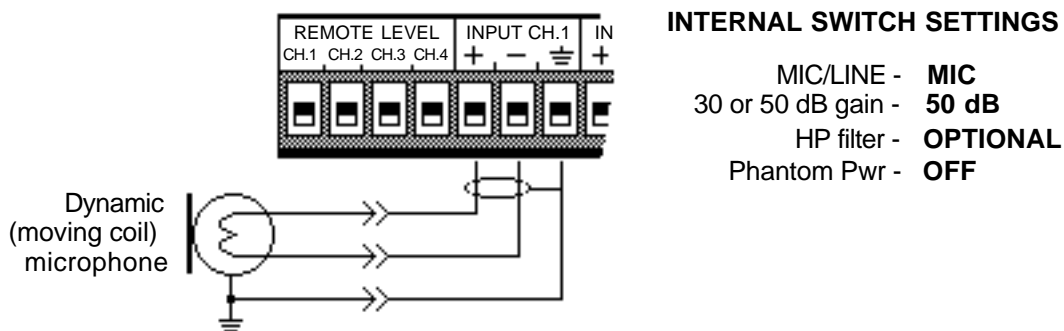 REMOTE LEVEL
INPUT CH.1
IN
CH.1 CH.2 CH.3 CH.4 + − +
INTERNAL SWITCH SETTINGS
MIC/LINE - MIC
30 or 50 dB gain - 50 dB
HP filter - OPTIONAL
Phantom Pwr - OFF
Dynamic
(moving coil)
microphone